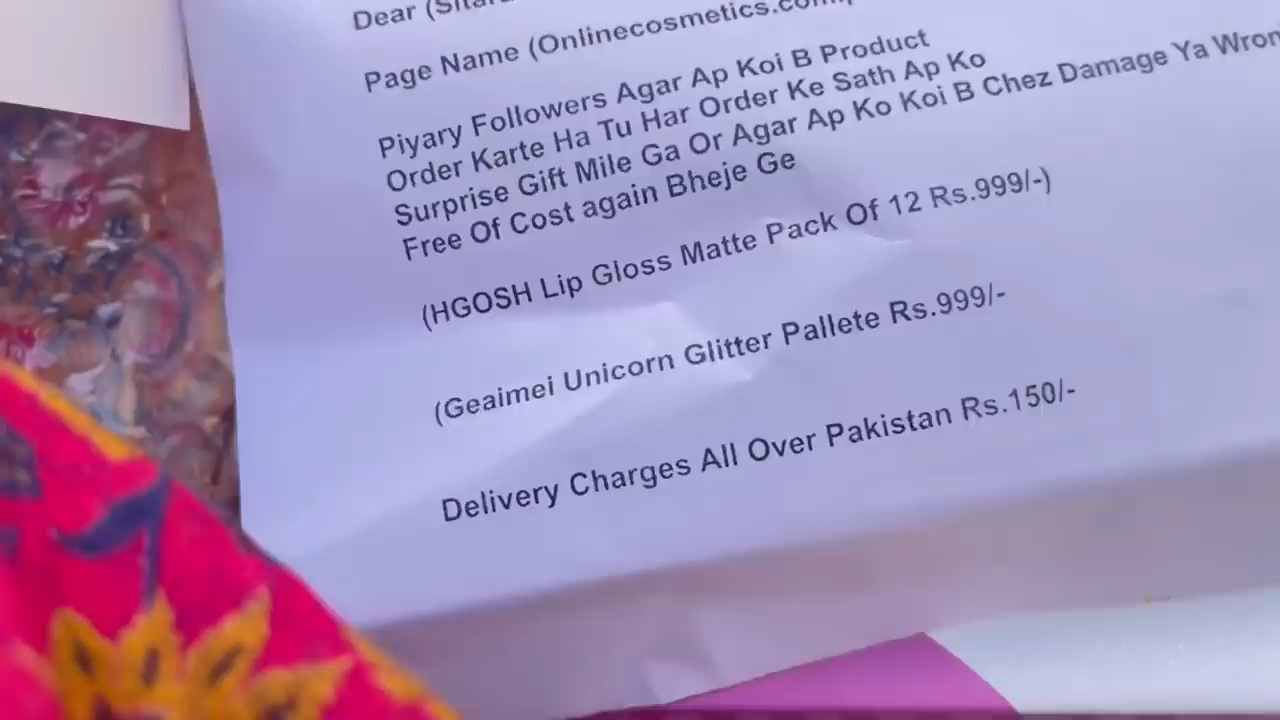 Dear
Page Name (Onlinecosmetics.com
Piyary Followers Agar Ap Koi B Product
Order Karte Ha Tu Har Order Ke Sath Ap Ko
Surprise Gift Mile Ga Or Agar Ap Ko Koi B Chez Damage Ya
Free Of Cost again Bheje Ge
(HGOSH Lip Gloss Matte Pack Of 12 Rs.999/-)
(Geaimei Unicorn Glitter Pallete Rs.999/-
Delivery Charges All Over Pakistan Rs.150/-